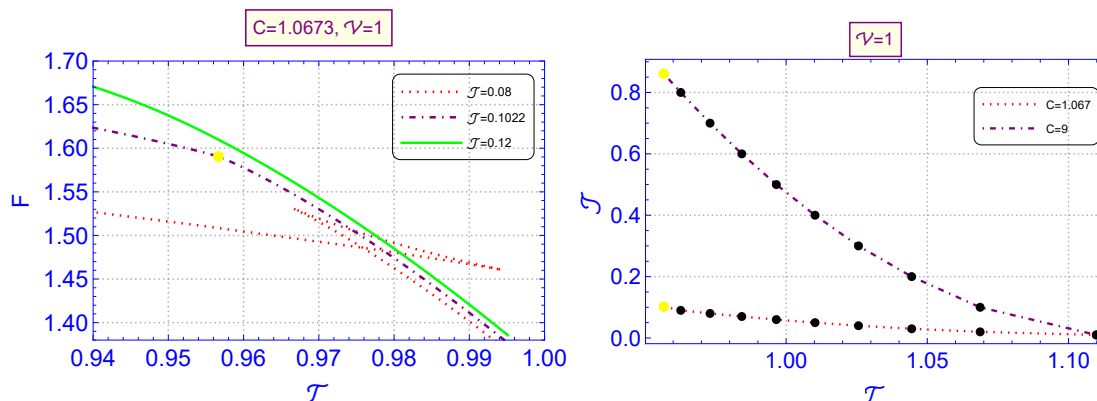 C=1.0673, 𝒱=1
1.70
1.65
1.60
1.55
1.50
1.45
1.40
F
0.94 0.95 0.96 0.97 0.98 0.99 1.00
𝒯
𝒥=0.08
𝒥=0.1022
𝒥=0.12
𝒱=1
0.8
0.6
0.4
0.2
0.0
𝒥
1.00 1.05 1.10
𝒯
C=1.067
C=9